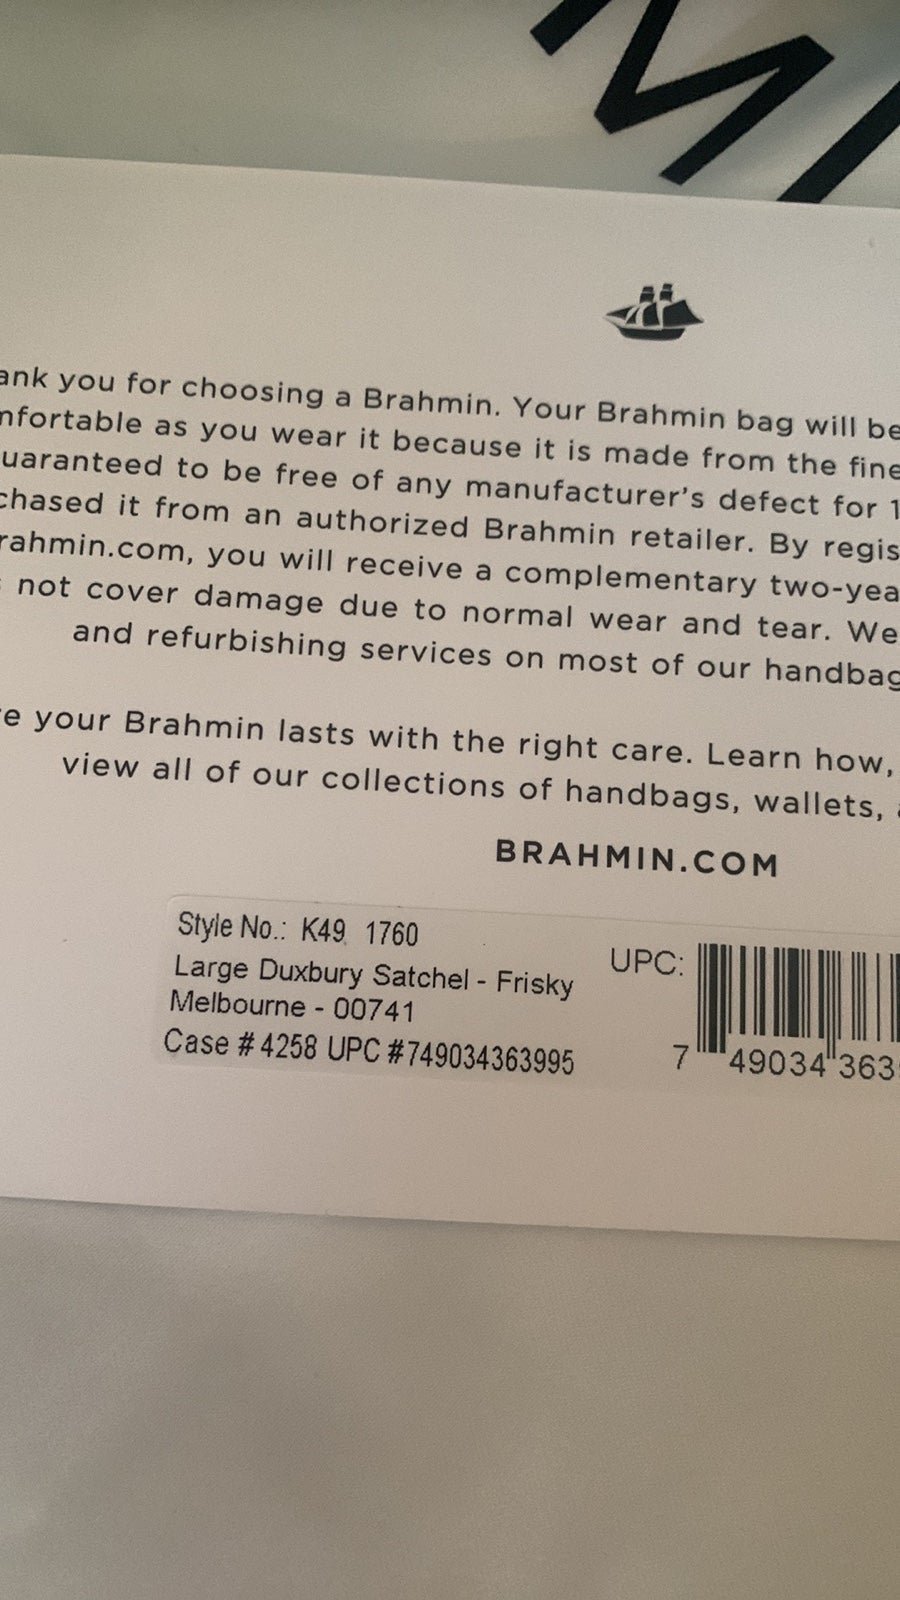 MI
ank you for choosing a Brahmin. Your Brahmin bag will be
mfortable as you wear it because it is made from the fine
uaranteed to be free of any manufacturer's defect for 1
chased it from an authorized Brahmin retailer. By regis
rahmin.com, you will receive a complementary two-yea
not cover damage due to normal wear and tear. We
and refurbishing services on most of our handbag
e your Brahmin lasts with the right care. Learn how,
view all of our collections of handbags, wallets,
BRAHMIN.COM
Style No.: K49 1760
Large Duxbury Satchel - Frisky
Melbourne - 00741
Case # 4258 UPC #749034363995
UPC:
7 49034 363